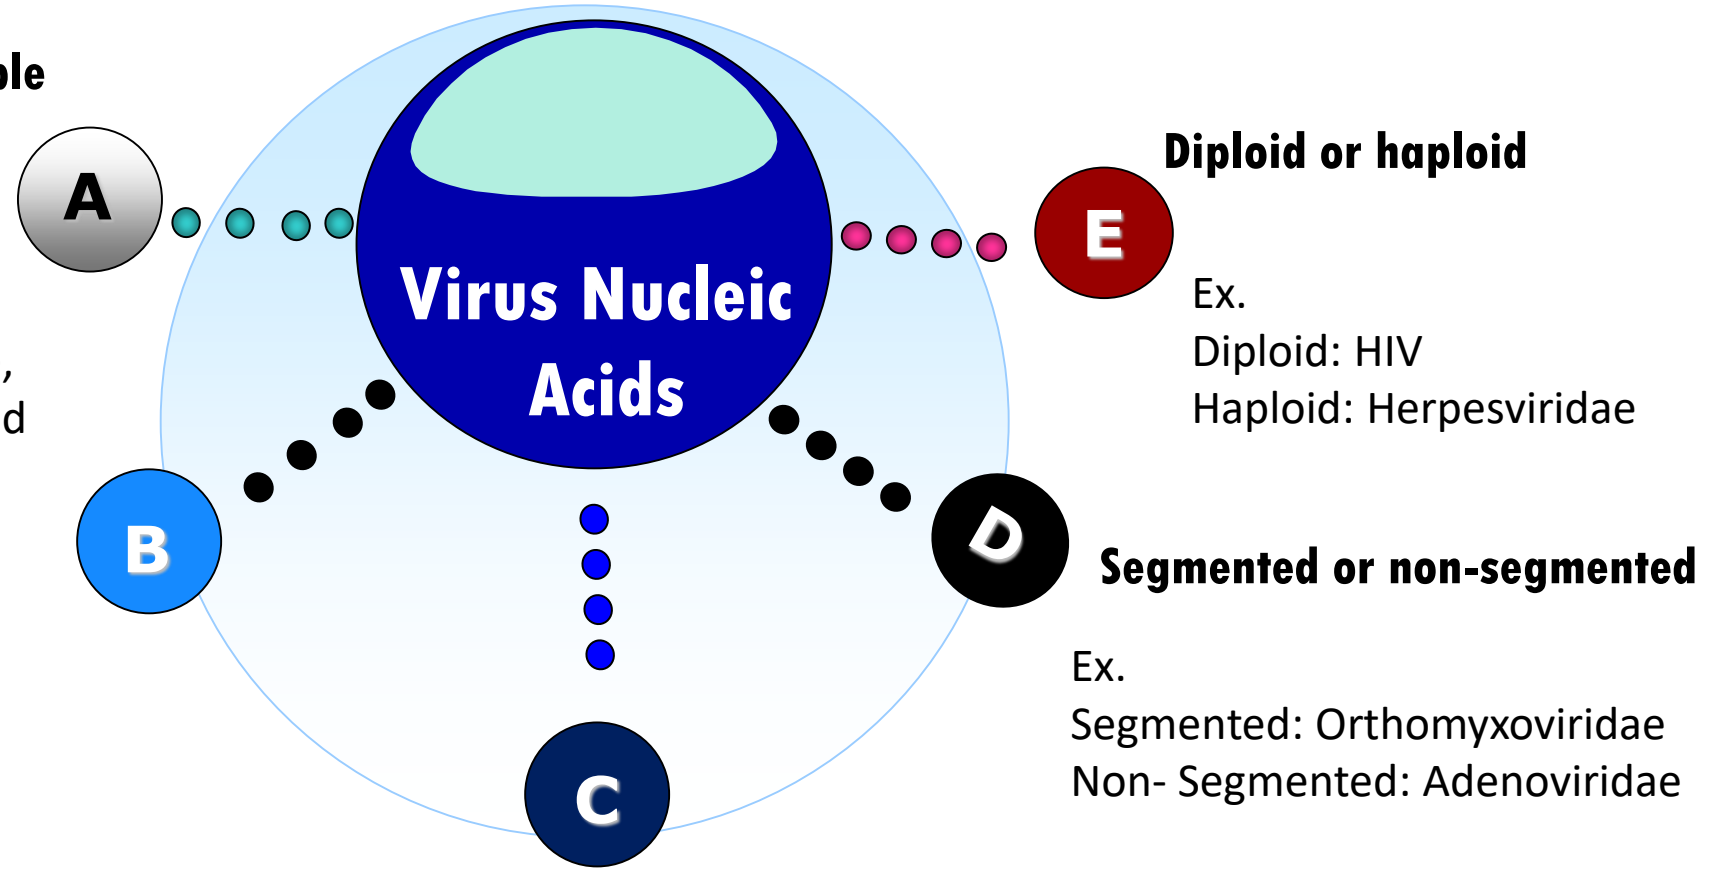 ple
A
Diploid or haploid
E
Virus Nucleic
Acids
Ex.
Diploid: HIV
Haploid: Herpesviridae
,
d
B
D
Segmented or non-segmented
Ex.
Segmented: Orthomyxoviridae
Non- Segmented: Adenoviridae
C